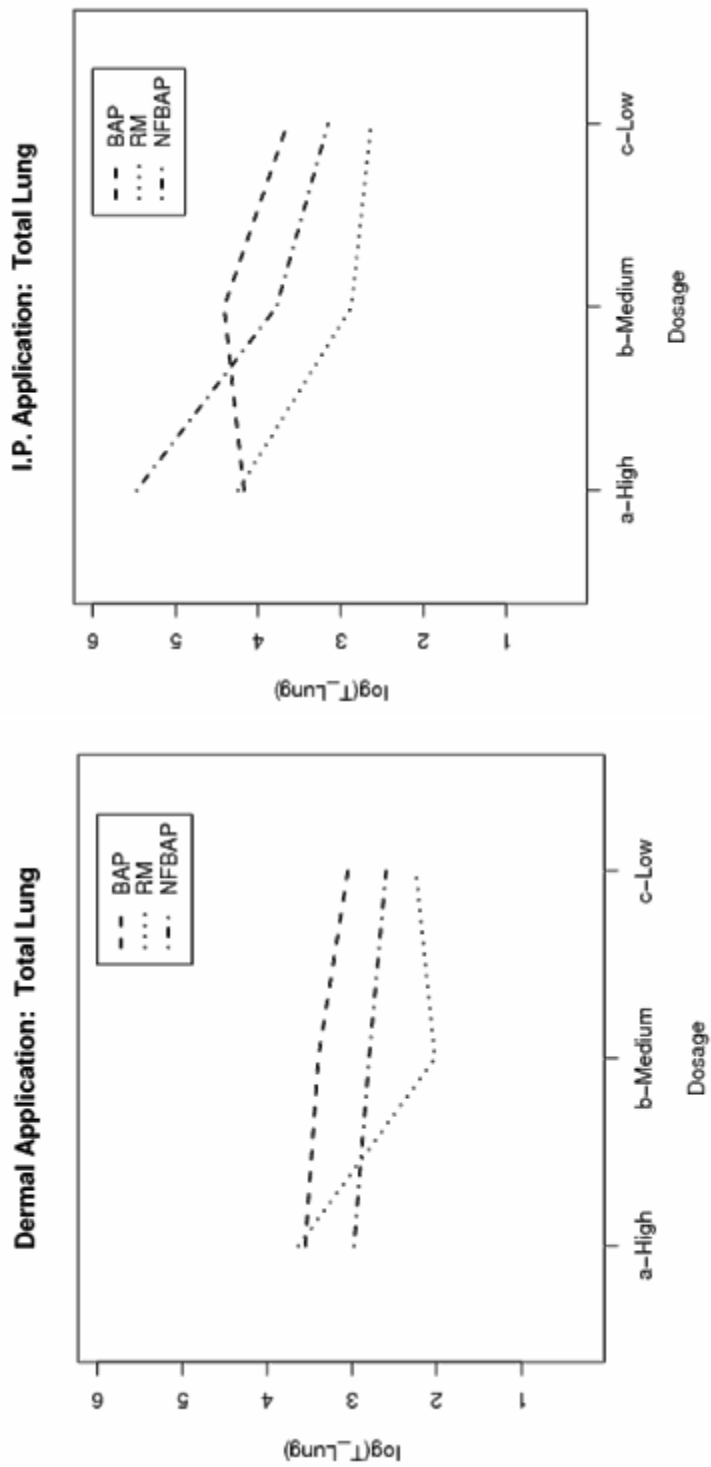 I.P. Application: Total Lung
BAP
RM
NFBAP
6
5
4
3
2
1
log(T_Lung)
a-High
b-Medium
c-Low
Dosage
Dermal Application: Total Lung
BAP
RM
NFBAP
6
5
4
3
2
1
log(T_Lung)
a-High
b-Medium
c-Low
Dosage